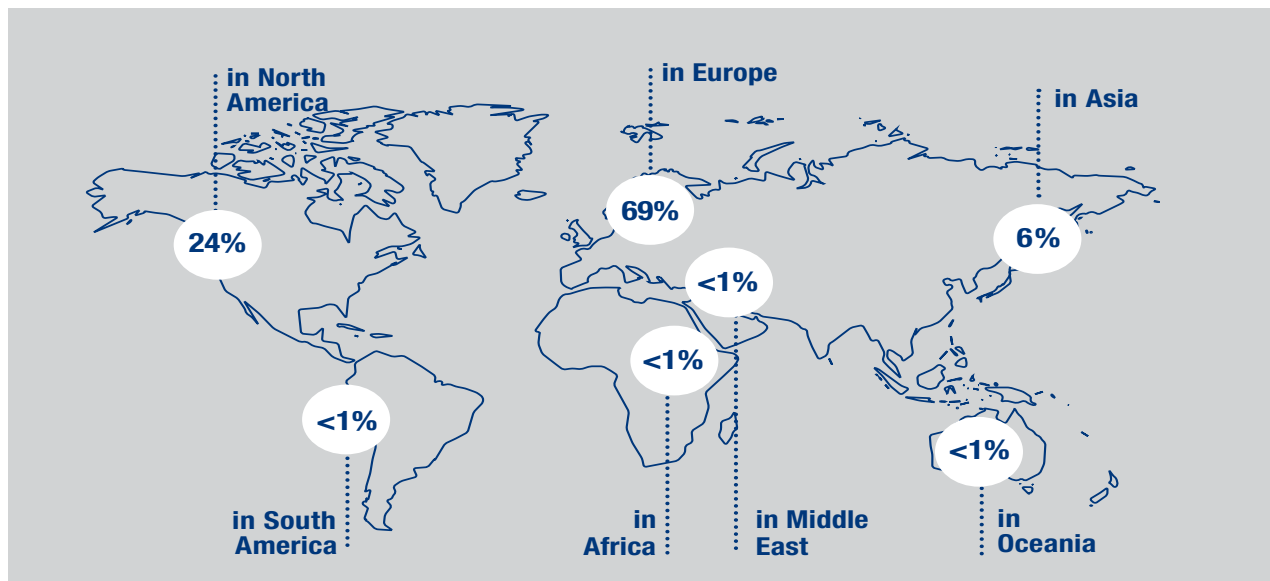 in North
America
in Europe
in Asia
24%
69%
6%
<1%
<1%
<1%
<1%
in South
America
in
Africa
in Middle
East
in
Oceania